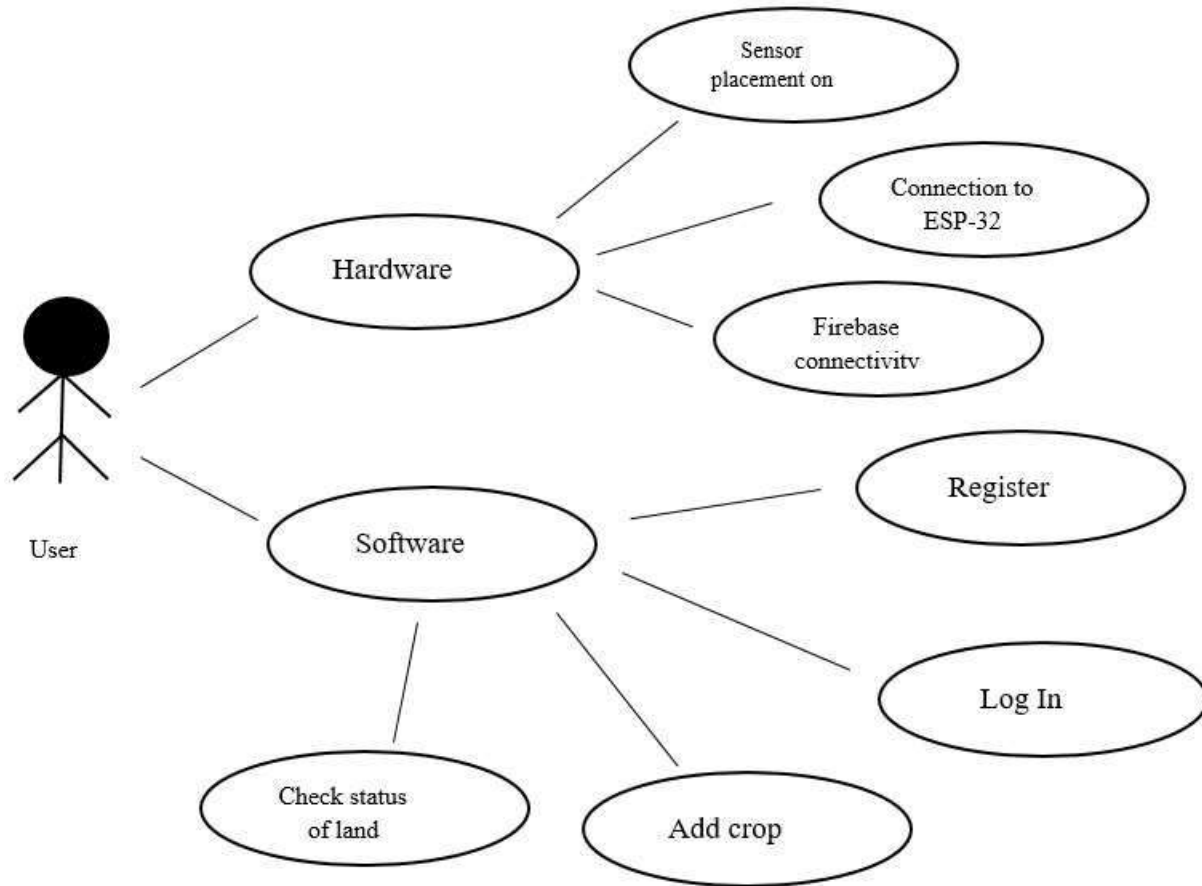 Sensor
placement on
Connection to
ESP-32
Hardware
Firebase
connectivity
Register
User
Software
Log In
Check status
of land
Add crop